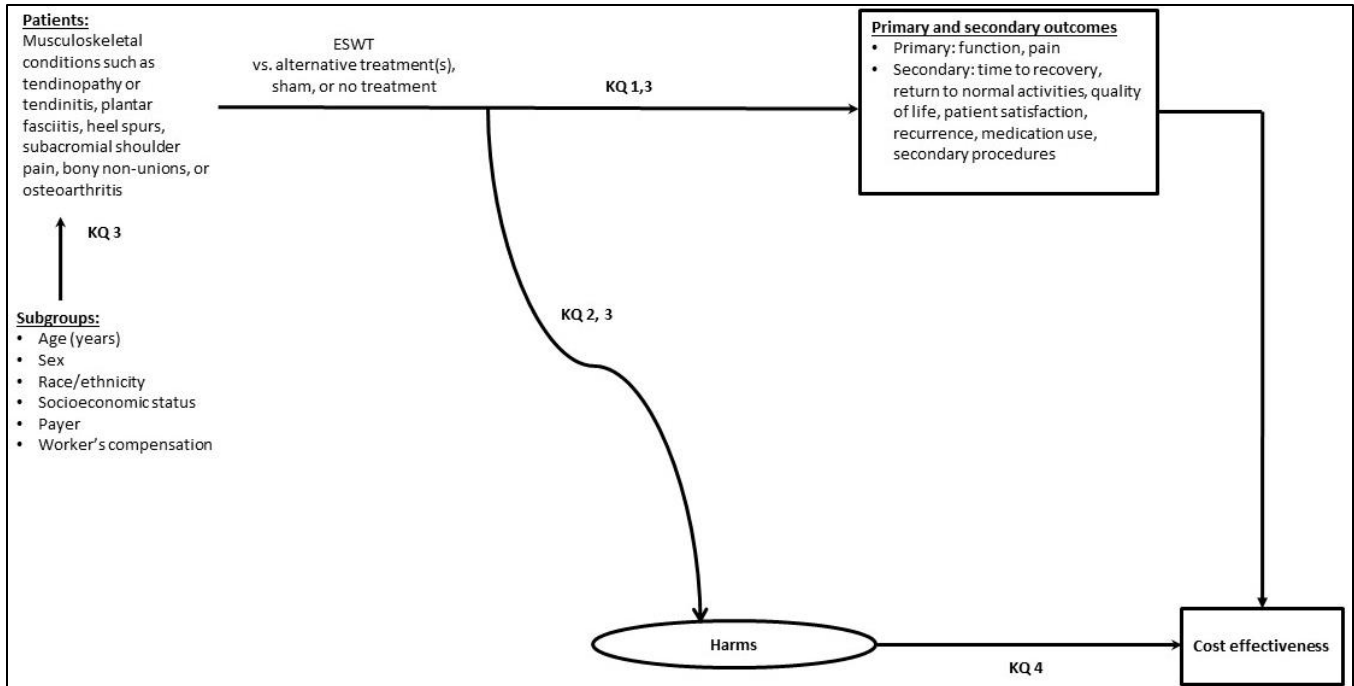 Patients:
Musculoskeletal
conditions such as
tendinopathy or
tendinitis, plantar
fasciitis, heel spurs,
subacromial shoulder
pain, bony non-unions, or
osteoarthritis
ESWT
vs. alternative treatment(s),
sham, or no treatment
KQ 1,3
Primary and secondary outcomes
• Primary: function, pain
• Secondary: time to recovery,
return to normal activities, quality
of life, patient satisfaction,
recurrence, medication use,
secondary procedures
KQ 3
Subgroups:
• Age (years)
• Sex
• Race/ethnicity
• Socioeconomic status
• Payer
• Worker’s compensation
KQ 2, 3
Harms
KQ 4
Cost effectiveness